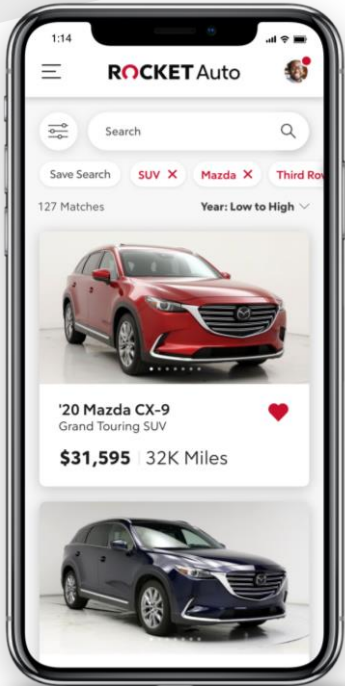 1:14
ROCKET Auto
Search
Save Search SUV X Mazda X Third Row
127 Matches Year: Low to High
'20 Mazda CX-9
Grand Touring SUV
$31,595 32K Miles